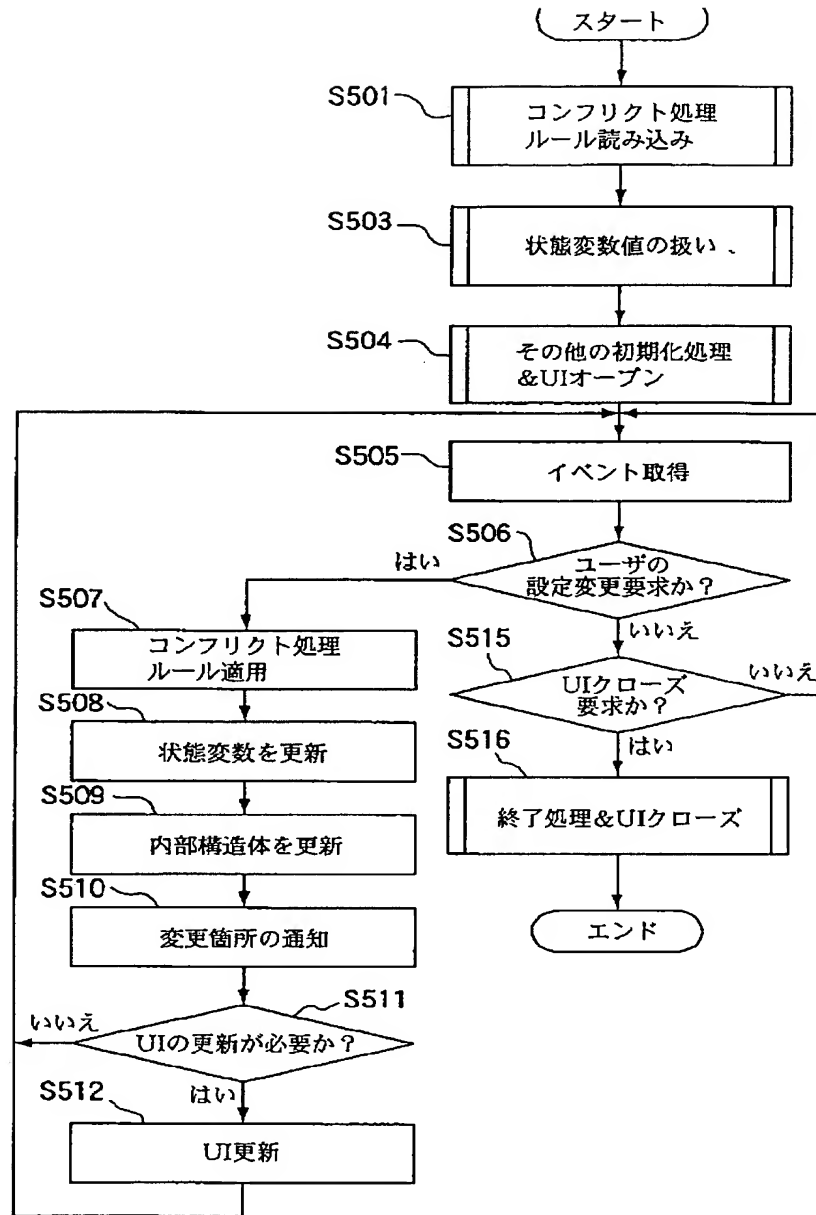 スタート
S501
コンフリクト処理
ルール読み込み
S503
状態変数値の扱い
S504
その他の初期化処理
&UIオープン
S505
イベント取得
S506
ユーザの
設定変更要求か?
はい
いいえ
S507
コンフリクト処理
ルール適用
S508
状態変数を更新
S509
内部構造体を更新
S510
変更箇所の通知
S511
UIの更新が必要か?
いいえ
はい
S512
UI更新
S515
UIクローズ
要求か?
いいえ
はい
S516
終了処理&UIクローズ
エンド